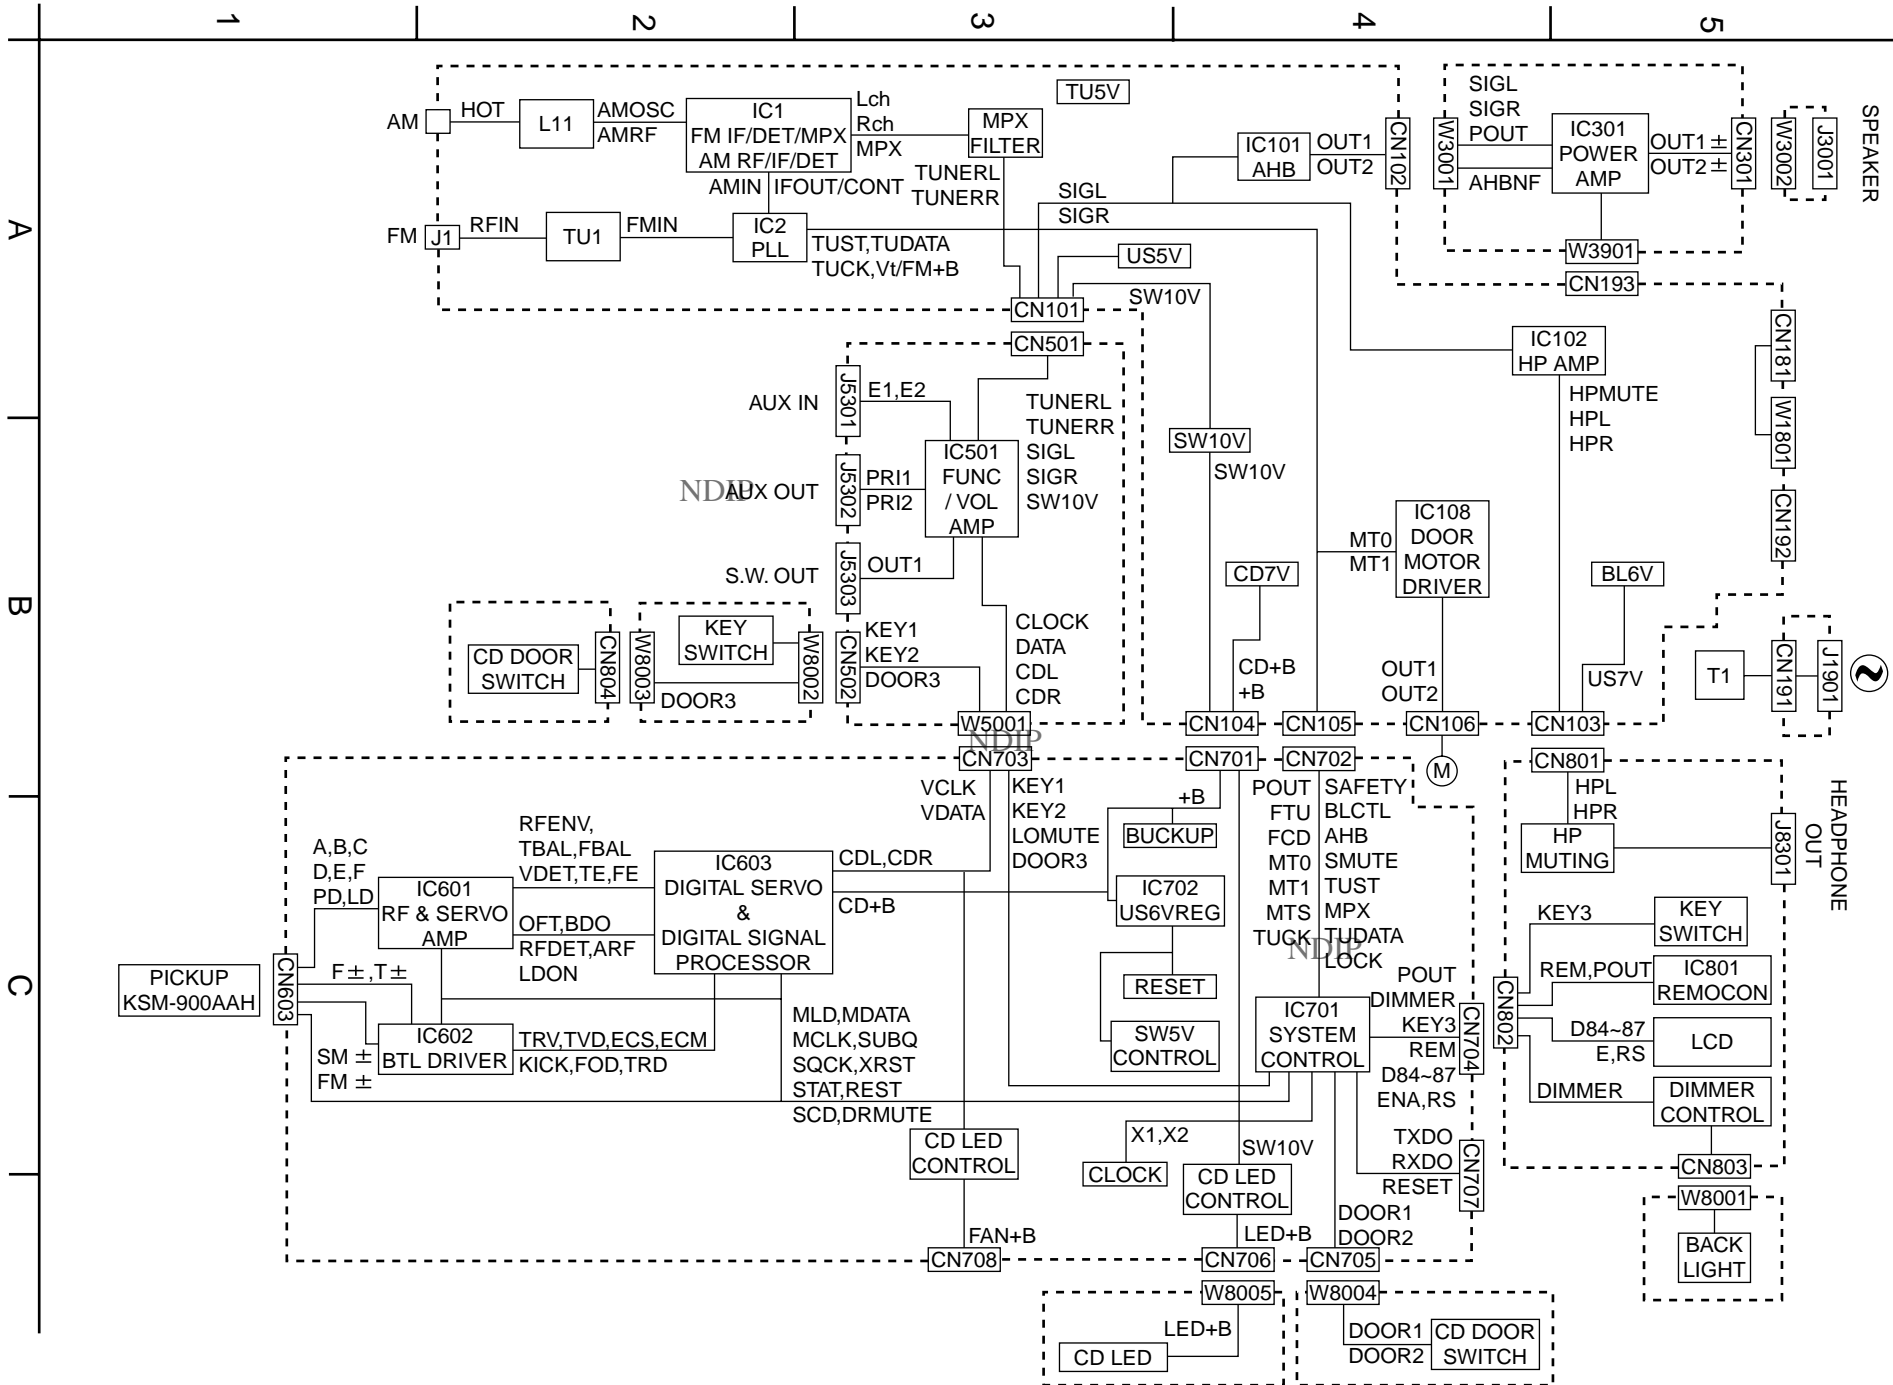 1
2
3
4
5
A
B
C
AM
HOT
L11
AMOSC
AMRF
IC1
FM IF/DET/MPX
AM RF/IF/DET
Lch
Rch
MPX
MPX
FILTER
TU5V
AMIN
IFOUT/CONT
TUNERL
TUNERR
FM
J1
RFIN
TU1
FMIN
IC2
PLL
TUST,TUDATA
TUCK,Vt/FM+B
SIGL
SIGR
US5V
SW10V
CN101
IC101
AHB
OUT1
OUT2
CN102
W3001
SIGL
SIGR
POUT
AHBNF
IC301
POWER
AMP
OUT1 ±
OUT2 ±
CN301
W3002
J3001
SPEAKER
W3901
CN193
IC102
HP AMP
CN181
W1801
CN192
HPMUTE
HPL
HPR
CN501
AUX IN
J5301
E1,E2
TUNERL
TUNERR
SIGL
SIGR
SW10V
IC501
FUNC
/ VOL
AMP
NDIP
AUX OUT
J5302
PRI1
PRI2
S.W. OUT
J5303
OUT1
SW10V
SW10V
CD7V
CD+B
+B
MT0
MT1
IC108
DOOR
MOTOR
DRIVER
OUT1
OUT2
BL6V
US7V
T1
CN191
J1901
~
CD DOOR
SWITCH
CN804
W8003
KEY
SWITCH
DOOR3
W8002
CN502
KEY1
KEY2
DOOR3
CLOCK
DATA
CDL
CDR
W5001
NDIP
CN703
CN104
CN105
CN106
CN103
CN701
CN702
M
CN801
HPL
HPR
HP
MUTING
J8301
HEADPHONE
OUT
VCLK
VDATA
KEY1
KEY2
LOMUTE
DOOR3
+B
BUCKUP
POUT
FTU
FCD
MT0
MT1
MTS
TUCK
SAFETY
BLCTL
AHB
SMUTE
TUST
MPX
TUDATA
LOCK
NDIP
A,B,C
D,E,F
PD,LD
RFENV,
TBAL,FBAL
VDET,TE,FE
IC601
RF & SERVO
AMP
OFT,BDO
RFDET,ARF
LDON
IC603
DIGITAL SERVO
&
DIGITAL SIGNAL
PROCESSOR
CDL,CDR
CD+B
IC702
US6VREG
RESET
SW5V
CONTROL
PICKUP
KSM-900AAH
CN603
F ± ,T ±
SM ±
FM ±
IC602
BTL DRIVER
TRV,TVD,ECS,ECM
KICK,FOD,TRD
MLD,MDATA
MCLK,SUBQ
SQCK,XRST
STAT,REST
SCD,DRMUTE
IC701
SYSTEM
CONTROL
POUT
DIMMER
KEY3
REM
D84~87
ENA,RS
CN704
TXDO
RXDO
RESET
CN707
CN802
KEY3
KEY
SWITCH
REM,POUT
IC801
REMOCON
D84~87
E,RS
LCD
DIMMER
DIMMER
CONTROL
CN803
W8001
BACK
LIGHT
CD LED
CONTROL
FAN+B
CN708
X1,X2
CLOCK
SW10V
CD LED
CONTROL
LED+B
CN706
DOOR1
DOOR2
CN705
W8005
LED+B
CD LED
W8004
DOOR1
DOOR2
CD DOOR
SWITCH